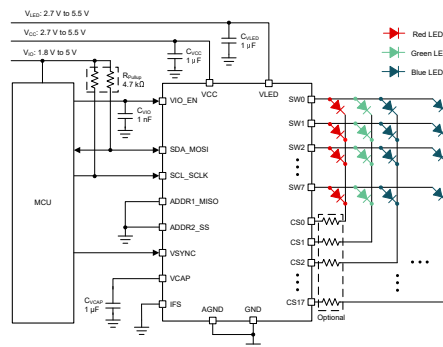 VLED: 2.7 V to 5.5 V
VCC: 2.7 V to 5.5 V
VIO: 1.8 V to 5 V
CVLED
1 µF
CVCC
1 µF
RPullup
4.7 kΩ
CVIO
1 nF
MCU
VCC
VLED
VIO_EN
SDA_MOSI
SCL_SCLK
ADDR1_MISO
ADDR2_SS
VSYNC
VCAP
IFS
CVCAP
1 µF
AGND
GND
SW0
SW1
SW2
SW7
CS0
CS1
CS2
CS17
Optional
Red LED
Green LE
Blue LED